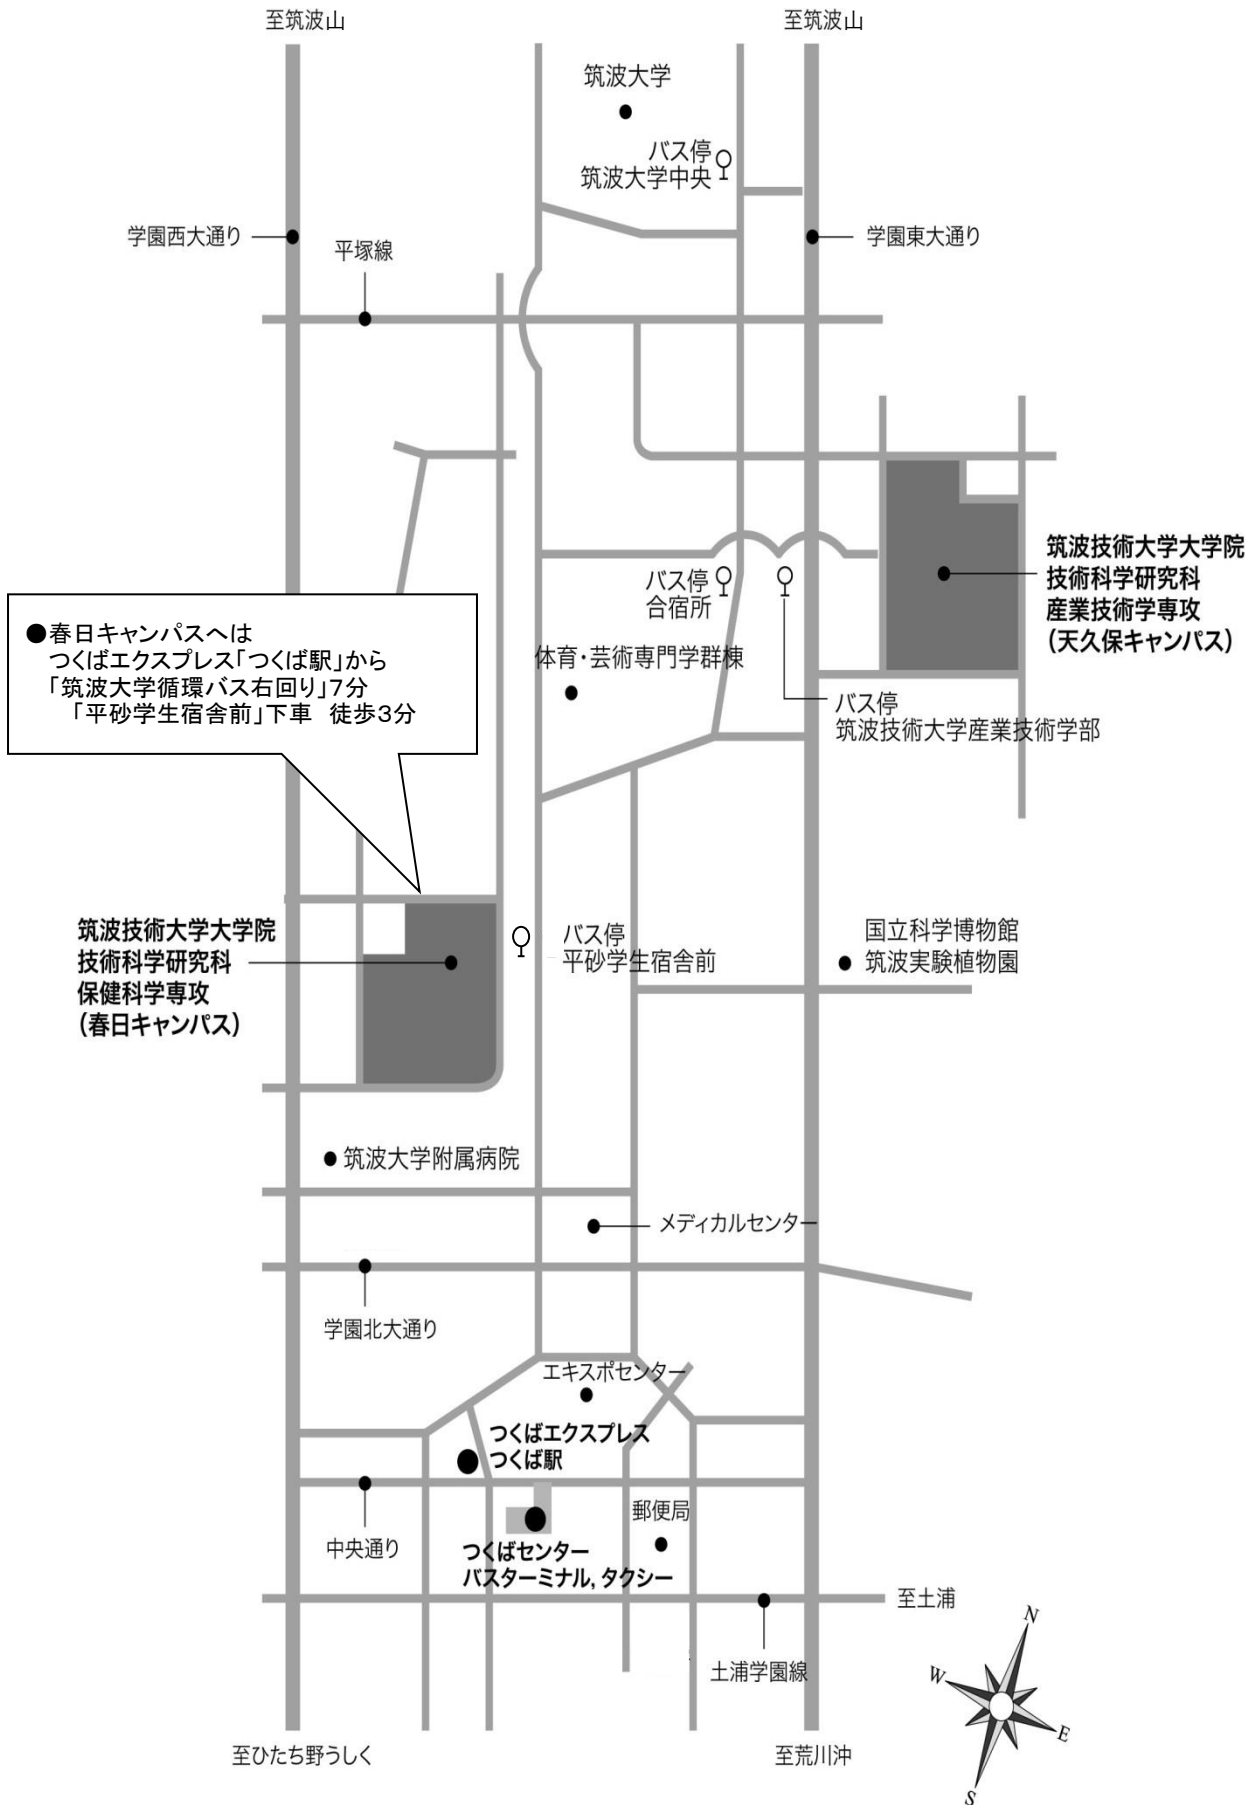 至筑波山
至筑波山
筑波大学
バス停
筑波大学中央
学園西大通り
学園東大通り
平塚線
筑波技術大学大学院
技術科学研究科
産業技術学専攻
(天久保キャンパス)
バス停
合宿所
●春日キャンパスへは
つくばエクスプレス「つくば駅」から
「筑波大学循環バス右回り」7分
「平砂学生宿舎前」下車 徒歩3分
体育・芸術専門学群棟
バス停
筑波技術大学産業技術学部
筑波技術大学大学院
技術科学研究科
保健科学専攻
(春日キャンパス)
バス停
平砂学生宿舎前
国立科学博物館
筑波実験植物園
筑波大学附属病院
メディカルセンター
学園北大通り
エキスポセンター
つくばエクスプレス
つくば駅
郵便局
中央通り
つくばセンター
バスターミナル, タクシー
至土浦
土浦学園線
N
W
E
S
至ひたち野うしく
至荒川沖